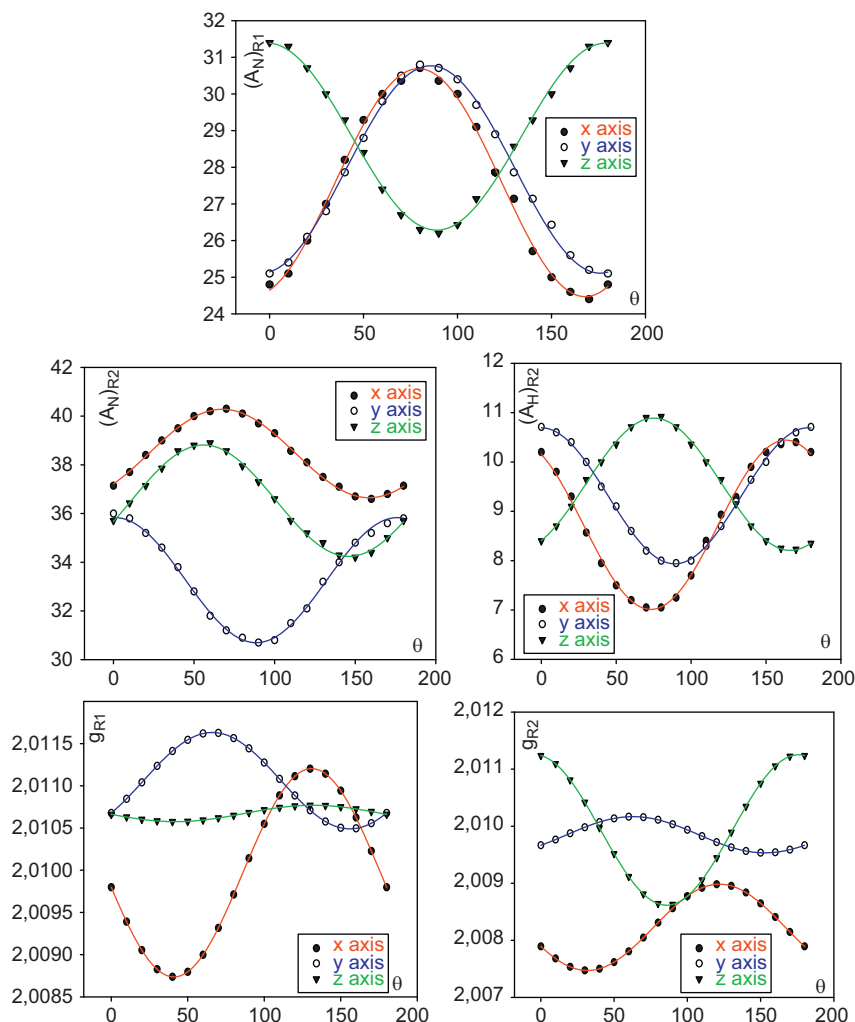 (A_N)_R1
32
31
30
29
28
27
26
25
24
x axis
y axis
z axis
θ
0 50 100 150 200
(A_N)_R2
42
40
38
36
34
32
30
x axis
y axis
z axis
θ
0 50 100 150 200
(A_H)_R2
12
11
10
9
8
7
6
x axis
y axis
z axis
θ
0 50 100 150 200
g_R1
2,0115
2,0110
2,0105
2,0100
2,0095
2,0090
2,0085
x axis
y axis
z axis
θ
0 50 100 150 200
g_R2
2,012
2,011
2,010
2,009
2,008
2,007
x axis
y axis
z axis
θ
0 50 100 150 200